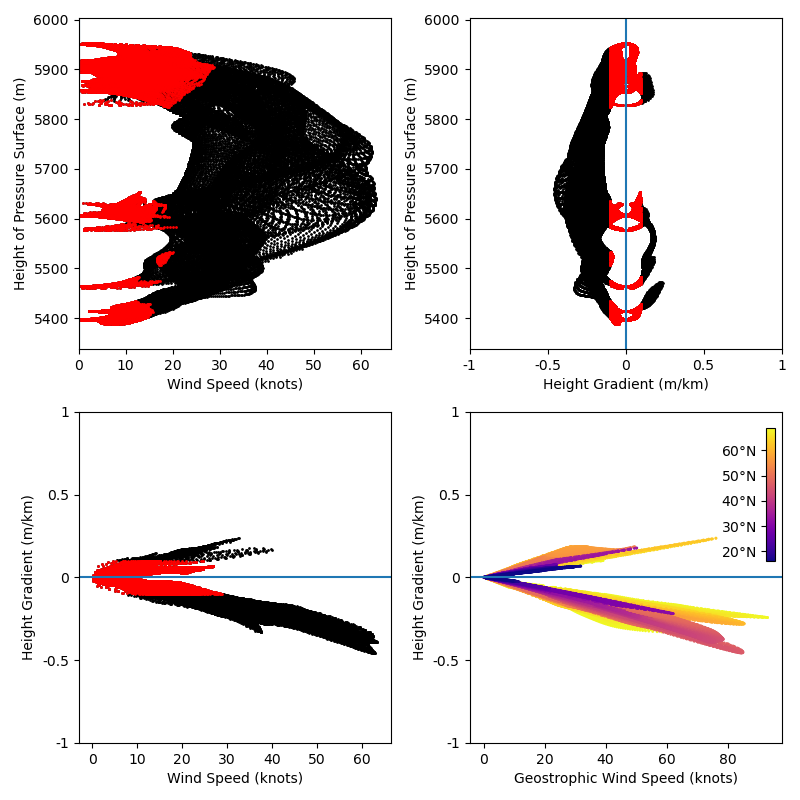 6000
5900
5800
5700
5600
5500
5400
Height of Pressure Surface (m)
0 10 20 30 40 50 60
Wind Speed (knots)
6000
5900
5800
5700
5600
5500
5400
Height of Pressure Surface (m)
-1 -0.5 0 0.5 1
Height Gradient (m/km)
1
0.5
0
-0.5
-1
Height Gradient (m/km)
0 10 20 30 40 50 60
Wind Speed (knots)
1
0.5
0
-0.5
-1
Height Gradient (m/km)
0 20 40 60 80
Geostrophic Wind Speed (knots)
60°N
50°N
40°N
30°N
20°N